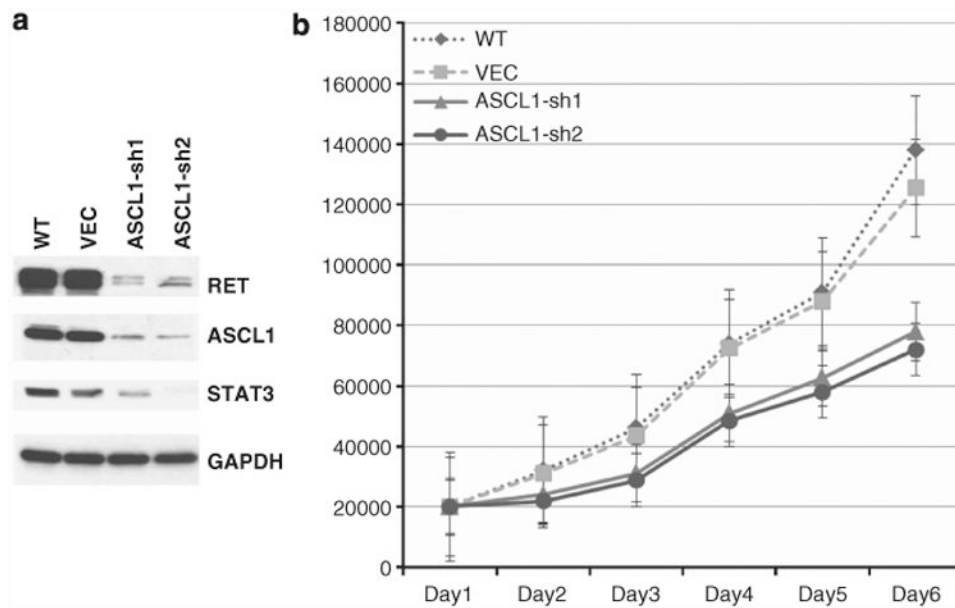 a
WT
VEC
ASCL1-sh1
ASCL1-sh2
RET
ASCL1
STAT3
GAPDH
b
180000
160000
140000
120000
100000
80000
60000
40000
20000
0
WT
VEC
ASCL1-sh1
ASCL1-sh2
Day1 Day2 Day3 Day4 Day5 Day6